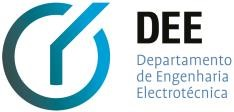 DEE
Departamento
de Engenharia
Electrotécnica